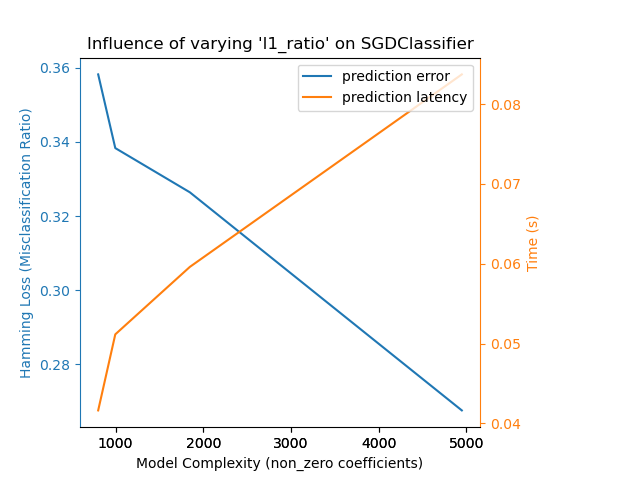 Influence of varying 'l1_ratio' on SGDClassifier
prediction error
prediction latency
Hamming Loss (Misclassification Ratio)
0.36
0.34
0.32
0.30
0.28
0.08
0.07
0.06
0.05
0.04
Time (s)
1000 2000 3000 4000 5000
Model Complexity (non_zero coefficients)